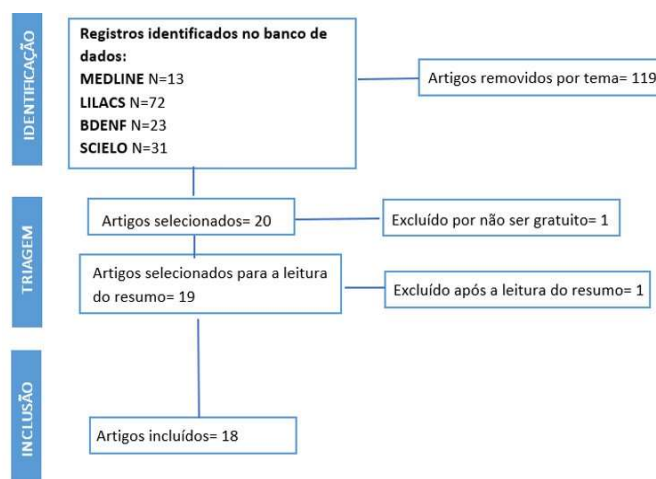 IDENTIFICAÇÃO
Registros identificados no banco de
dados:
MEDLINE N=13
LILACS N=72
BDENF N=23
SCIELO N=31
Artigos removidos por tema= 119
TRIAGEM
Artigos selecionados= 20
Excluído por não ser gratuito= 1
Artigos selecionados para a leitura
do resumo= 19
Excluído após a leitura do resumo= 1
INCLUSÃO
Artigos incluídos= 18